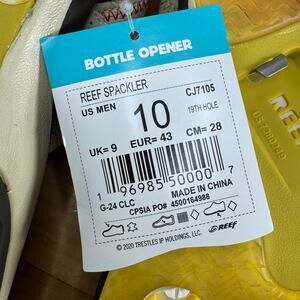 BOTTLE OPENER
REEF SPACKLER
CJ7105
US MEN
10
19TH HOLE
UK= 9
EUR= 43
CM= 28
1 96985 50000 7
G-24 CLC
MADE IN CHINA
CPSIA PO# 4500164988
REEF
© 2020 TRESTLES IP HOLDINGS, LLC.
REEF